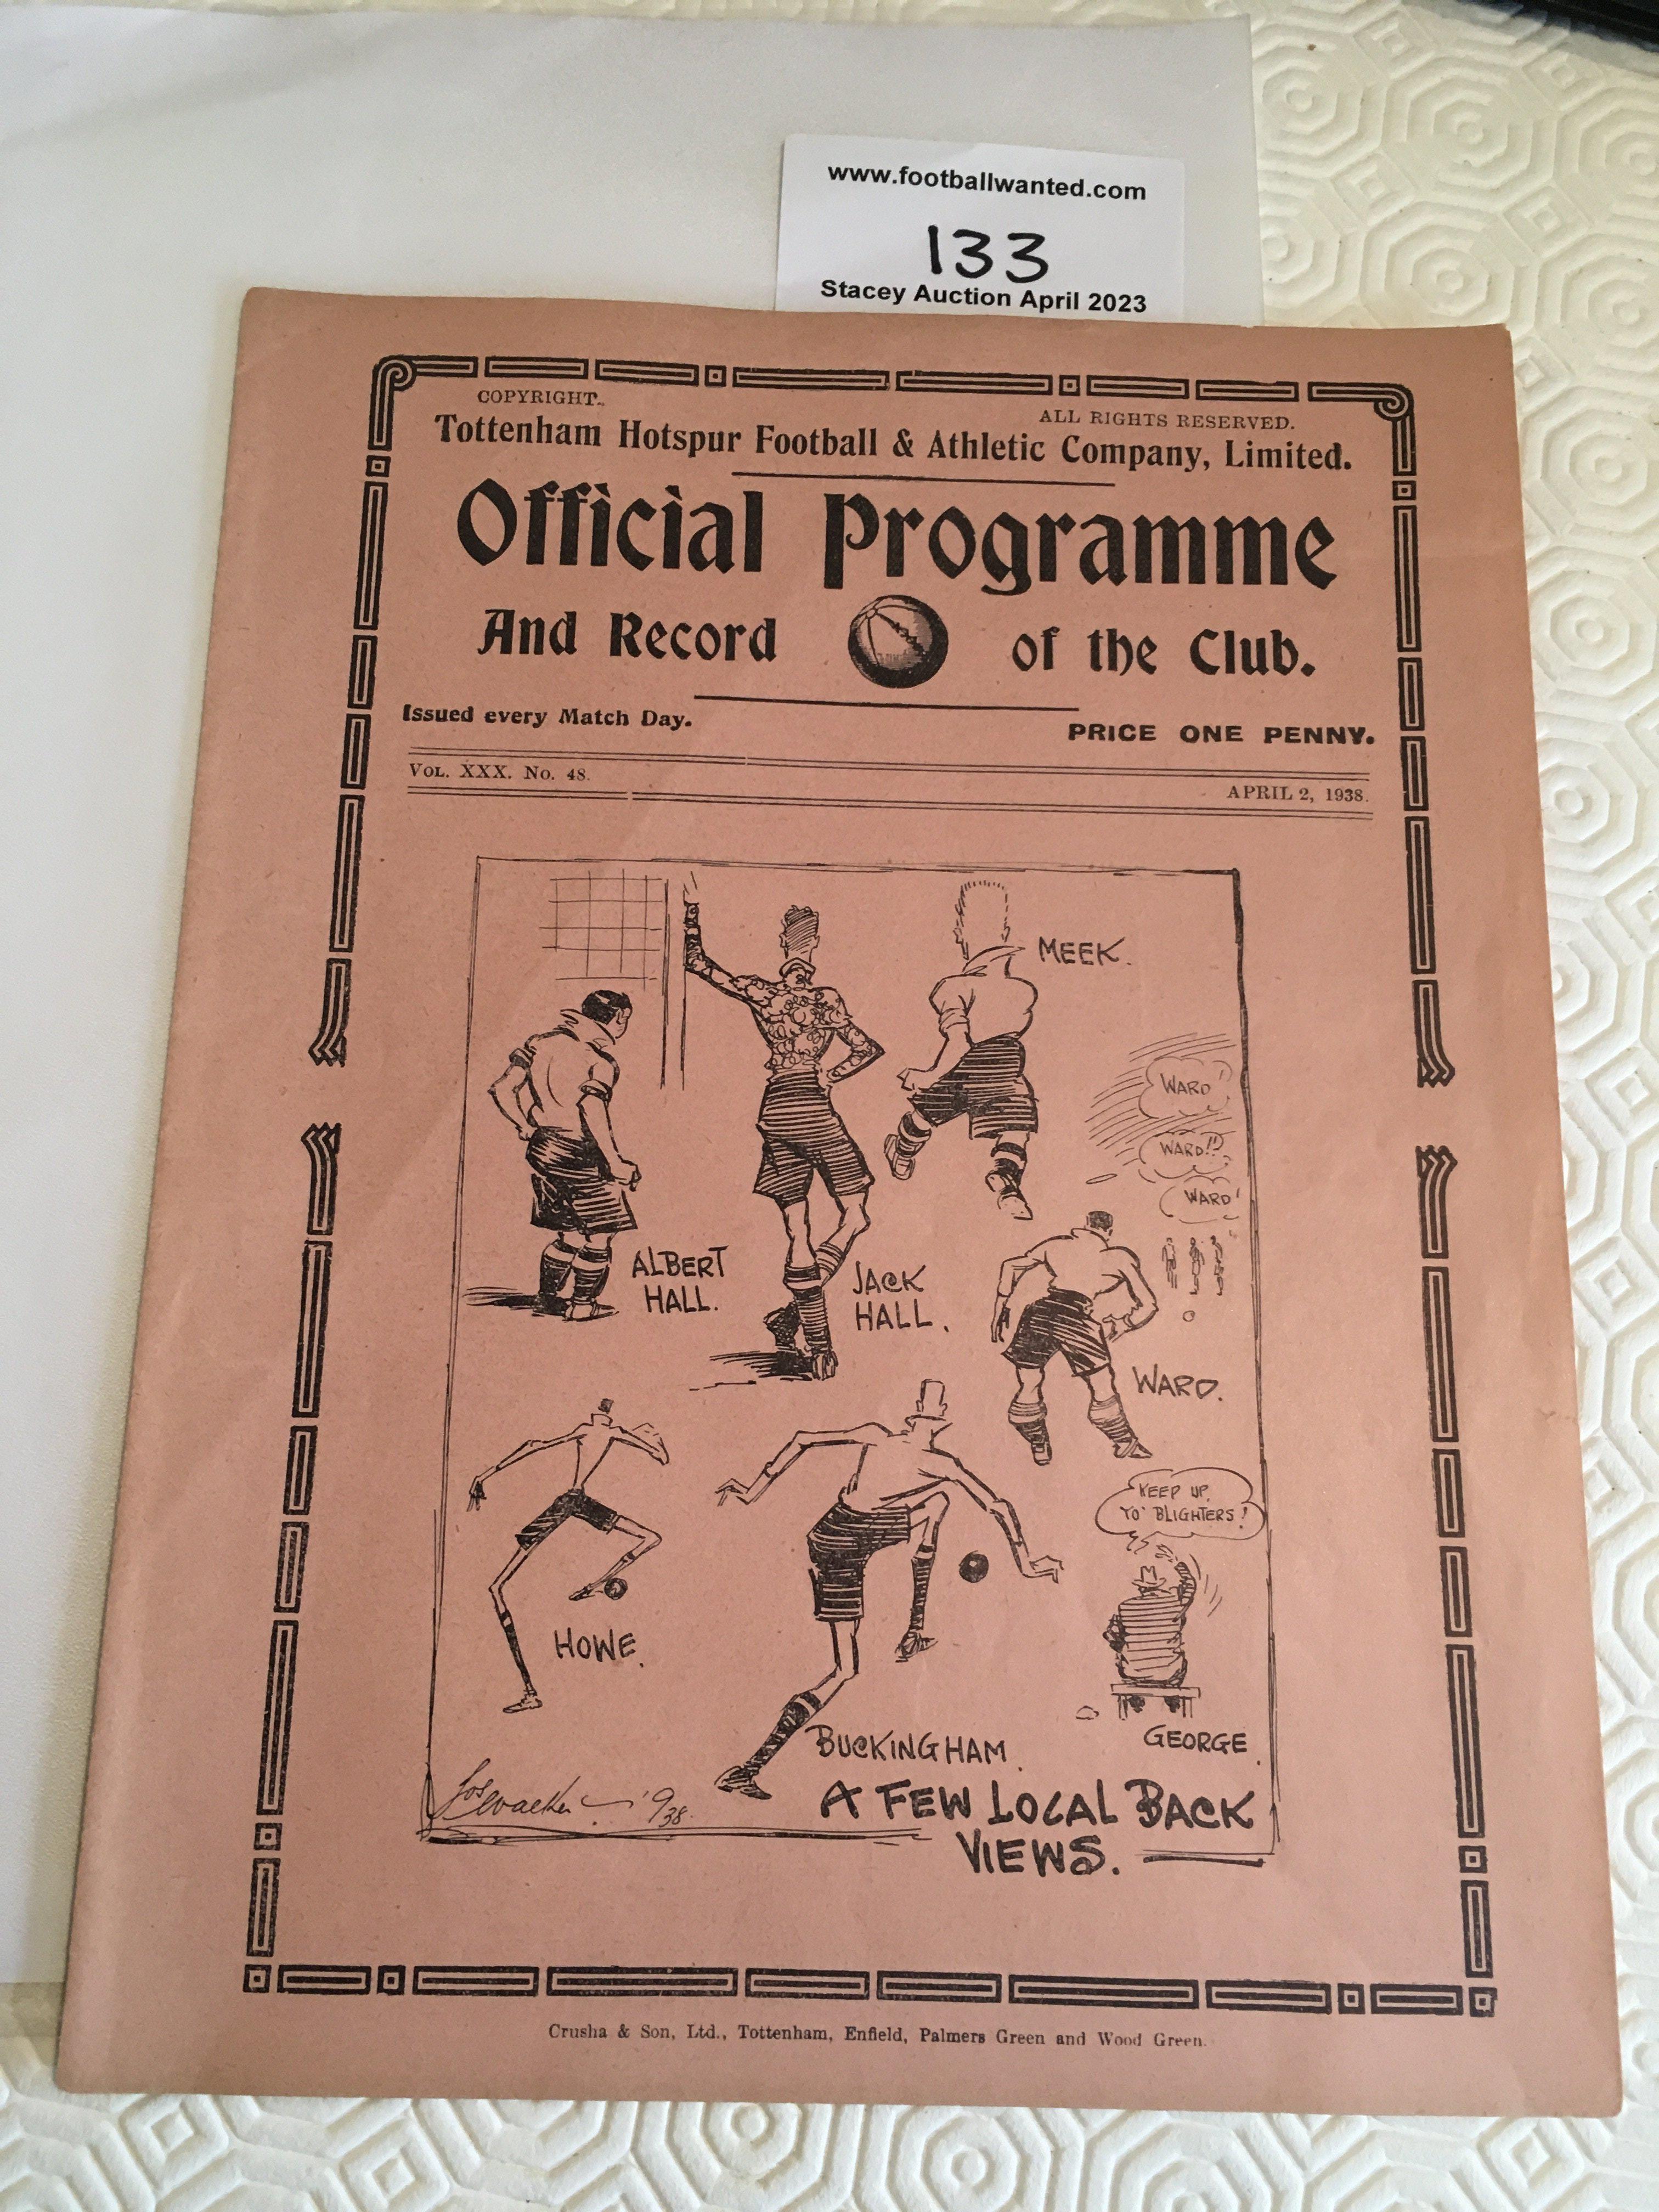 www.footballwanted.com
133
Stacey Auction April 2023
COPYRIGHT.
ALL RIGHTS RESERVED.
Tottenham Hotspur Football & Athletic Company, Limited.
Official Programme
And Record of the Club.
Issued every Match Day.
PRICE ONE PENNY.
VOL. XXX. No. 48.
APRIL 2, 1938.
MEEK.
WARD!
WARD!!
WARD!
ALBERT
HALL.
JACK
HALL.
WARD.
KEEP UP
YO' BLIGHTERS!
HOWE.
BUCKINGHAM.
GEORGE.
'9/38.
A FEW LOCAL BACK
VIEWS.
Crusha & Son, Ltd., Tottenham, Enfield, Palmers Green and Wood Green.